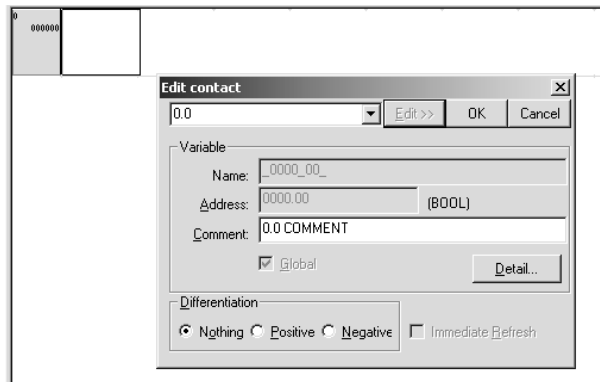 0
000000
Edit contact
0.0 Edit >> OK Cancel
Variable
Name: _0000_00_
Address: 0000.00 (BOOL)
Comment: 0.0 COMMENT
Global Detail...
Differentiation
Nothing Positive Negative Immediate Refresh